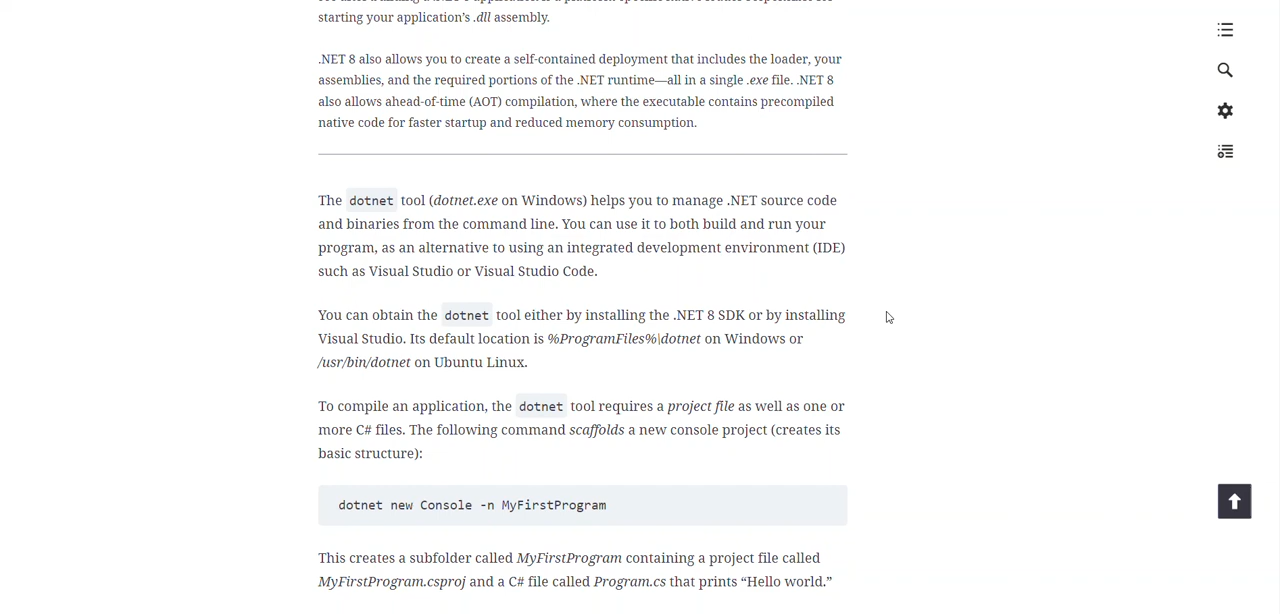 starting your application’s .dll assembly.
.NET 8 also allows you to create a self-contained deployment that includes the loader, your
assemblies, and the required portions of the .NET runtime—all in a single .exe file. .NET 8
also allows ahead-of-time (AOT) compilation, where the executable contains precompiled
native code for faster startup and reduced memory consumption.
The dotnet tool (dotnet.exe on Windows) helps you to manage .NET source code
and binaries from the command line. You can use it to both build and run your
program, as an alternative to using an integrated development environment (IDE)
such as Visual Studio or Visual Studio Code.
You can obtain the dotnet tool either by installing the .NET 8 SDK or by installing
Visual Studio. Its default location is %ProgramFiles%\dotnet on Windows or
/usr/bin/dotnet on Ubuntu Linux.
To compile an application, the dotnet tool requires a project file as well as one or
more C# files. The following command scaffolds a new console project (creates its
basic structure):
dotnet new Console -n MyFirstProgram
This creates a subfolder called MyFirstProgram containing a project file called
MyFirstProgram.csproj and a C# file called Program.cs that prints “Hello world.”